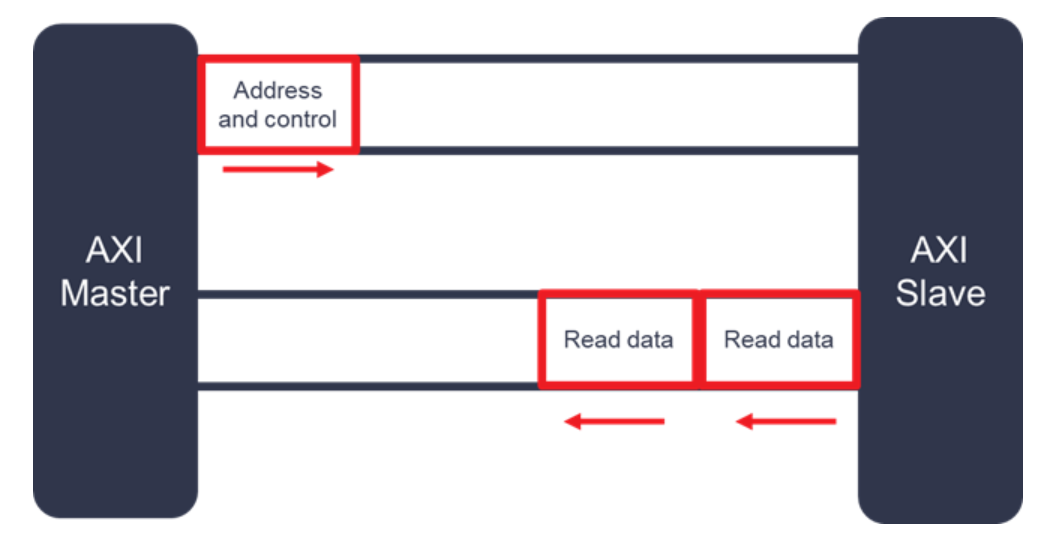 Address
and control
AXI
Master
AXI
Slave
Read data
Read data